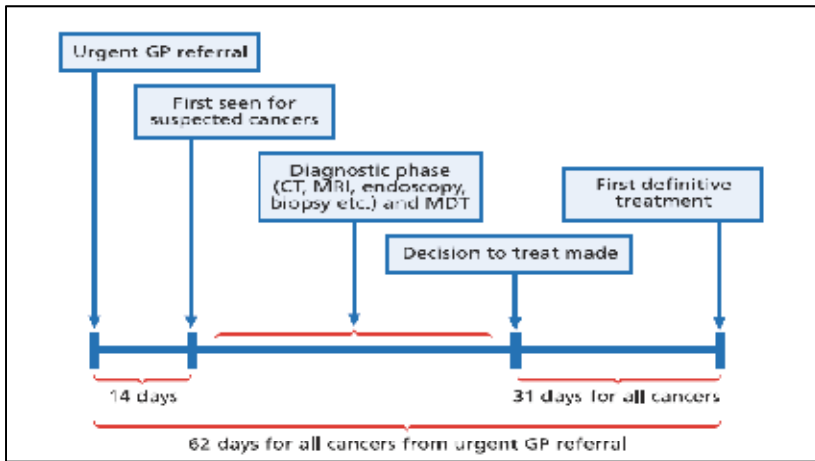 Urgent GP referral
First seen for
suspected cancers
Diagnostic phase
(CT, MRI, endoscopy,
biopsy etc.) and MDT
First definitive
treatment
Decision to treat made
14 days
31 days for all cancers
62 days for all cancers from urgent GP referral